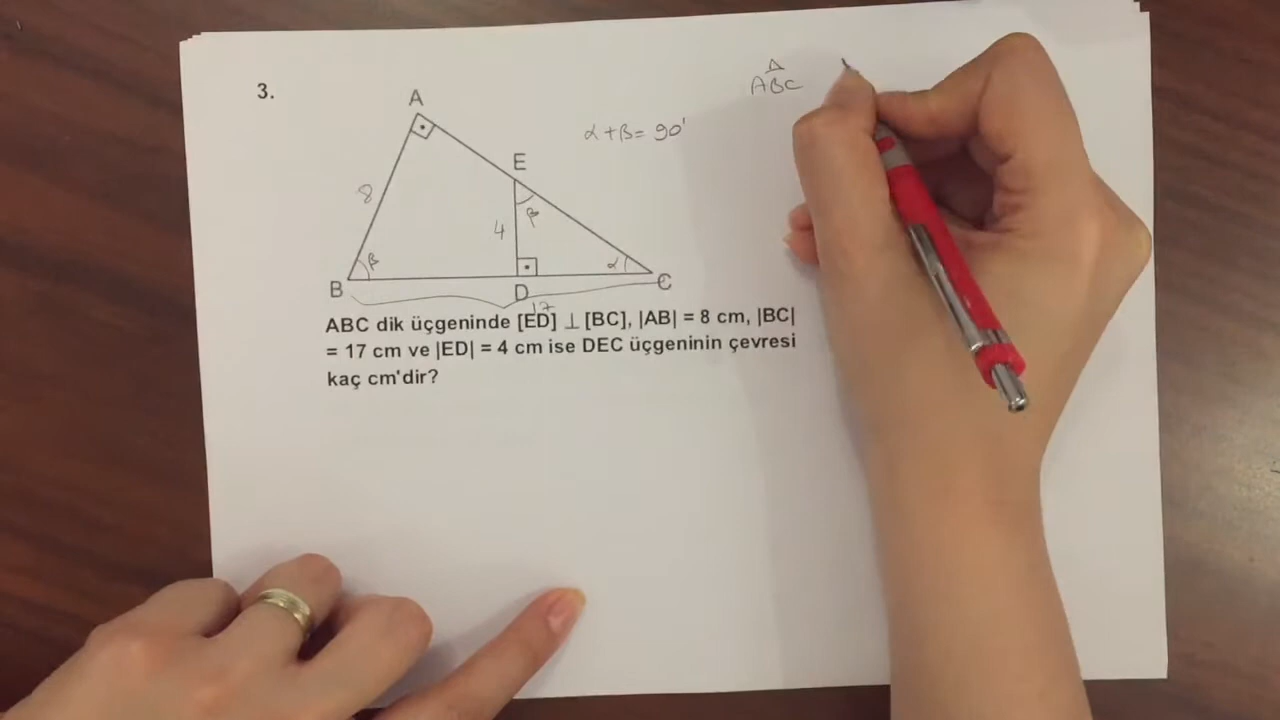 3.
A
ABC
α+β= 90°
E
8
β
4
β
α
B
D
C
17
ABC dik üçgeninde [ED] ⊥ [BC], |AB| = 8 cm, |BC|
= 17 cm ve |ED| = 4 cm ise DEC üçgeninin çevresi
kaç cm'dir?